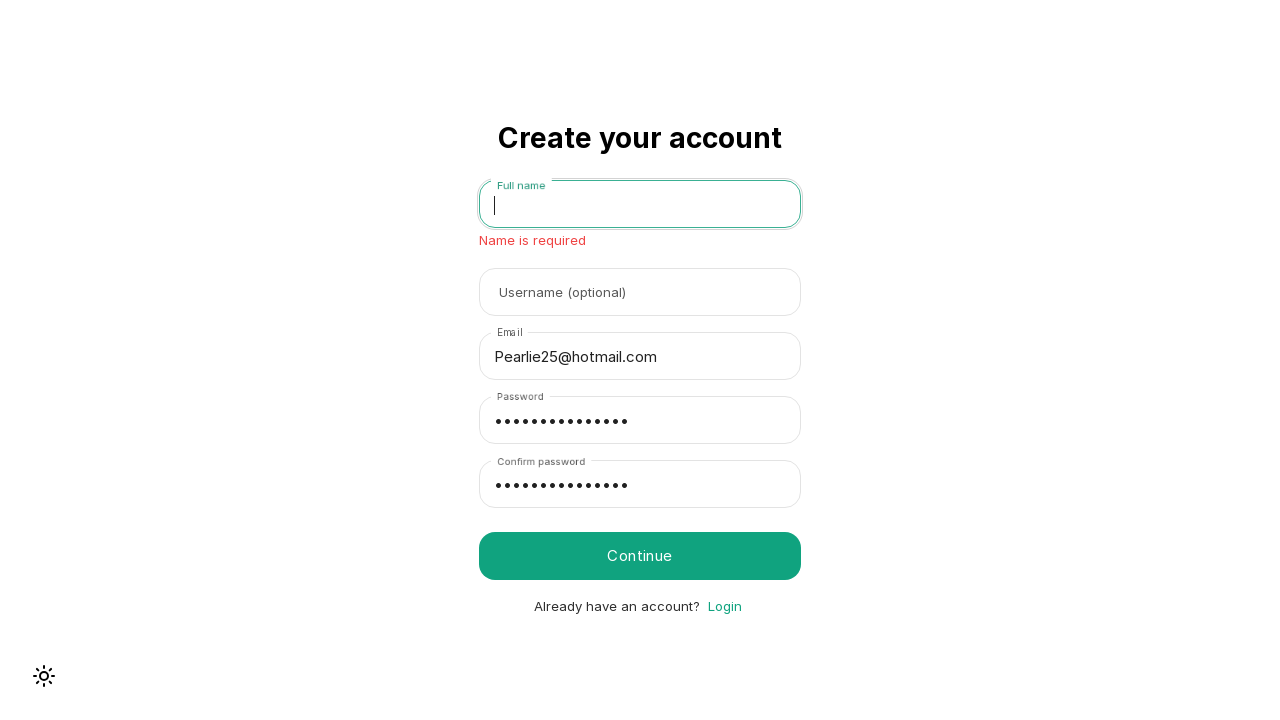 Create your account
Full name
Name is required
Username (optional)
Email
Pearlie25@hotmail.com
Password
•••••••••••••••
Confirm password
•••••••••••••••
Continue
Already have an account? Login